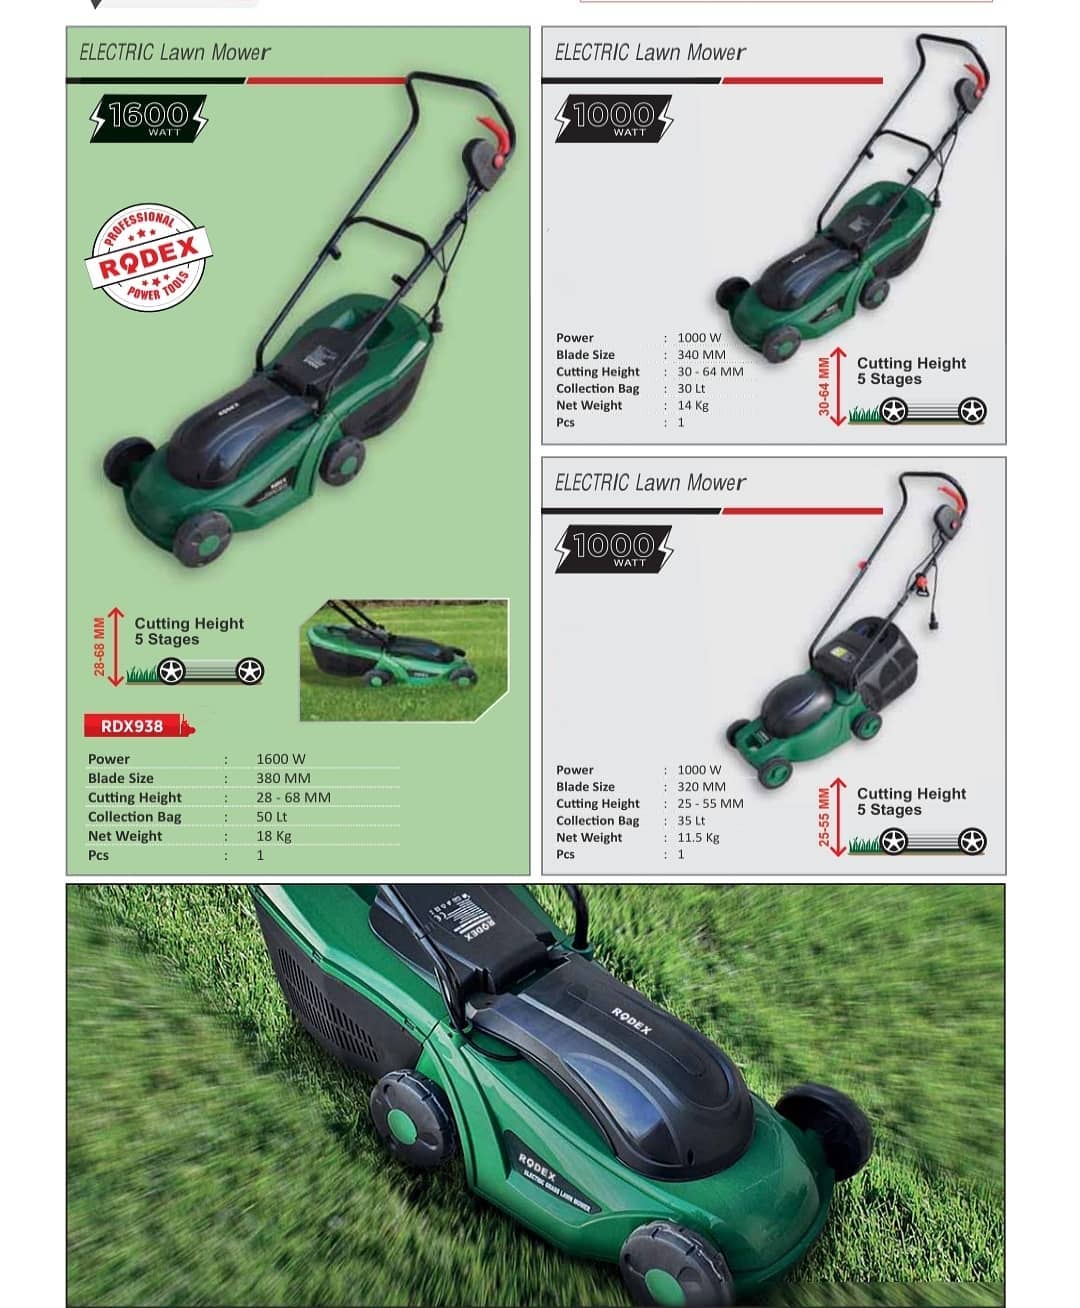 ELECTRIC Lawn Mower
1600
WATT
PROFESSIONAL
RODEX
POWER TOOLS
RODEX
28-68 MM
Cutting Height
5 Stages
RDX938
Power : 1600 W
Blade Size : 380 MM
Cutting Height : 28 - 68 MM
Collection Bag : 50 Lt
Net Weight : 18 Kg
Pcs : 1
ELECTRIC Lawn Mower
1000
WATT
Power : 1000 W
Blade Size : 340 MM
Cutting Height : 30 - 64 MM
Collection Bag : 30 Lt
Net Weight : 14 Kg
Pcs : 1
30-64 MM
Cutting Height
5 Stages
ELECTRIC Lawn Mower
1000
WATT
Power : 1000 W
Blade Size : 320 MM
Cutting Height : 25 - 55 MM
Collection Bag : 35 Lt
Net Weight : 11.5 Kg
Pcs : 1
25-55 MM
Cutting Height
5 Stages
RODEX
RODEX
RODEX
ELECTRIC GRASS LAWN MOWER